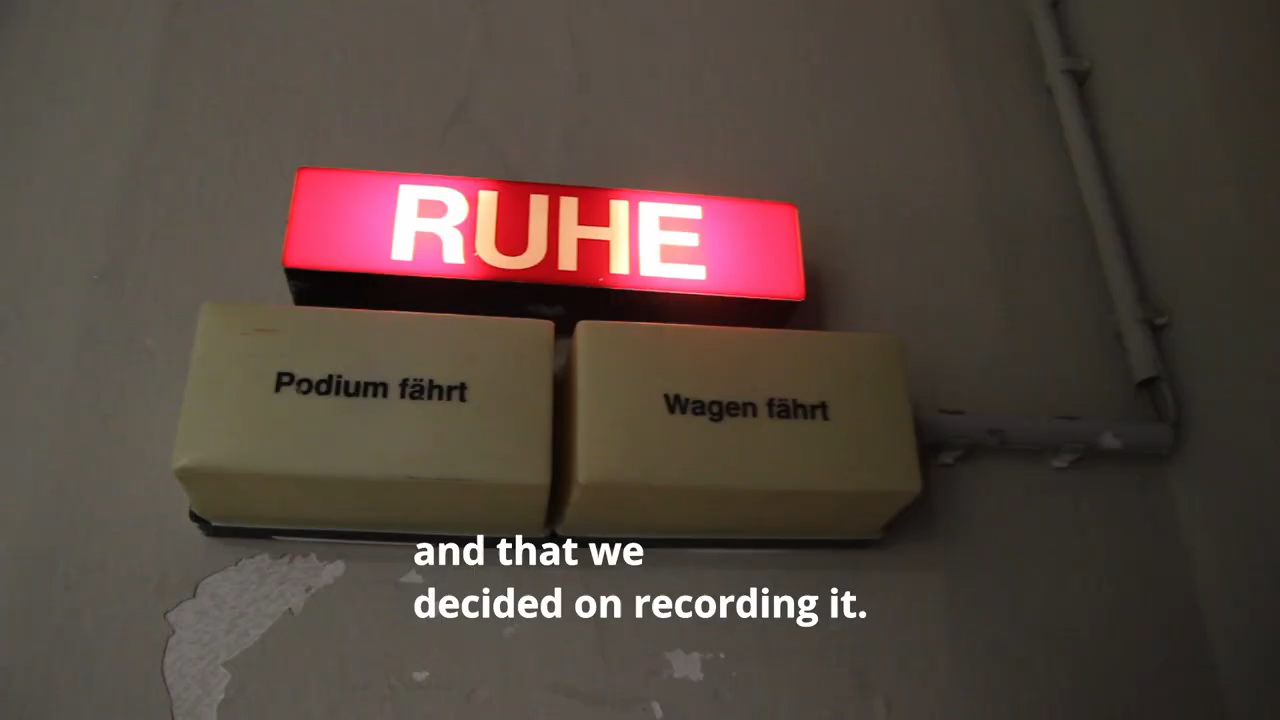 RUHE
Podium fährt
Wagen fährt
and that we
decided on recording it.